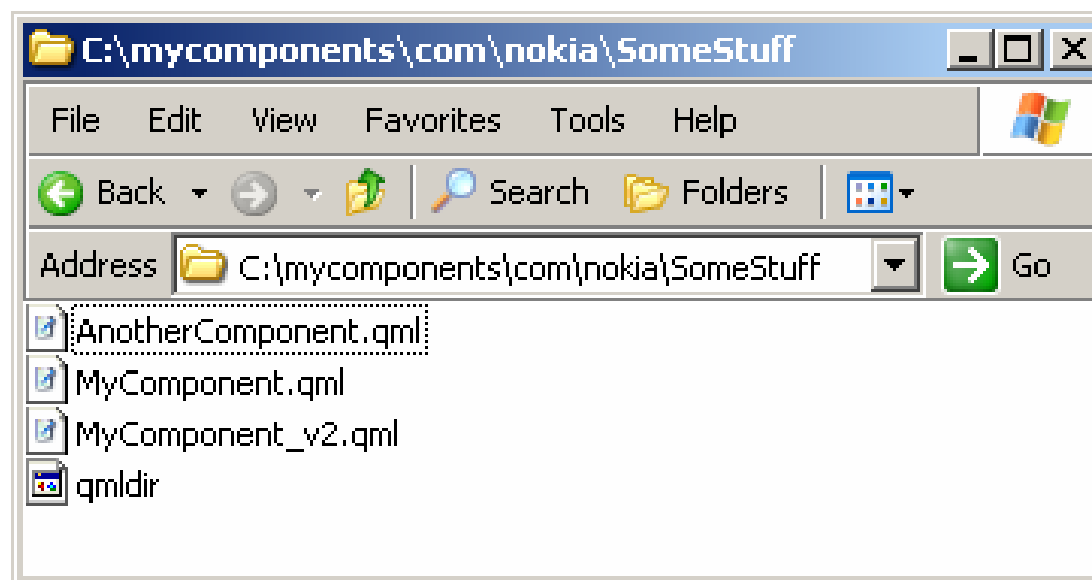 C:\mycomponents\com\nokia\SomeStuff
File Edit View Favorites Tools Help
Back Search Folders
Address C:\mycomponents\com\nokia\SomeStuff Go
AnotherComponent.qml
MyComponent.qml
MyComponent_v2.qml
qmldir